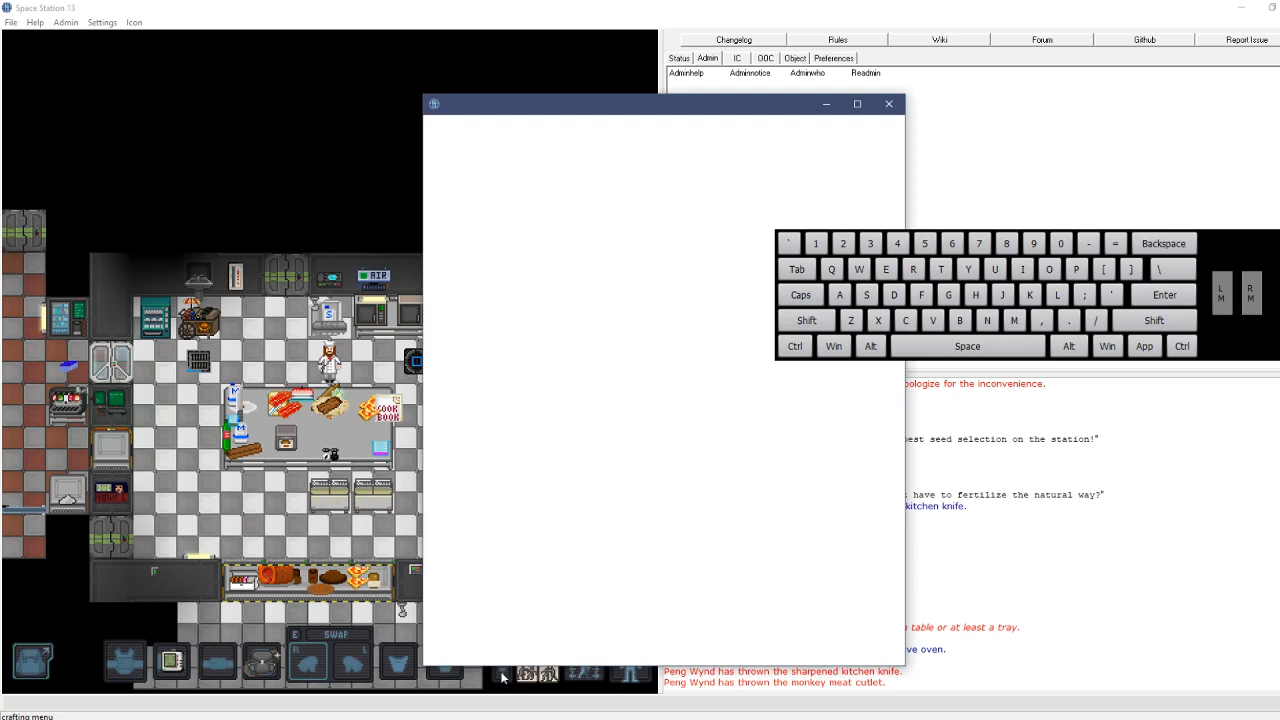 Space Station 13
File Help Admin Settings Icon
Changelog Rules Wiki Forum Github Report Issue
Status Admin IC OOC Object Preferences
Adminhelp Adminnotice Adminwho Readmin
` 1 2 3 4 5 6 7 8 9 0 - = Backspace
Tab Q W E R T Y U I O P [ ] \
Caps A S D F G H J K L ; ' Enter
Shift Z X C V B N M , . / Shift
Ctrl Win Alt Space Alt Win App Ctrl
L M R M
AIR
S
M
COOK BOOK
M
pologize for the inconvenience.
best seed selection on the station!"
have to fertilize the natural way?"
kitchen knife.
table or at least a tray.
ve oven.
Peng Wynd has thrown the sharpened kitchen knife.
Peng Wynd has thrown the monkey meat cutlet.
E SWAP
R L
crafting menu